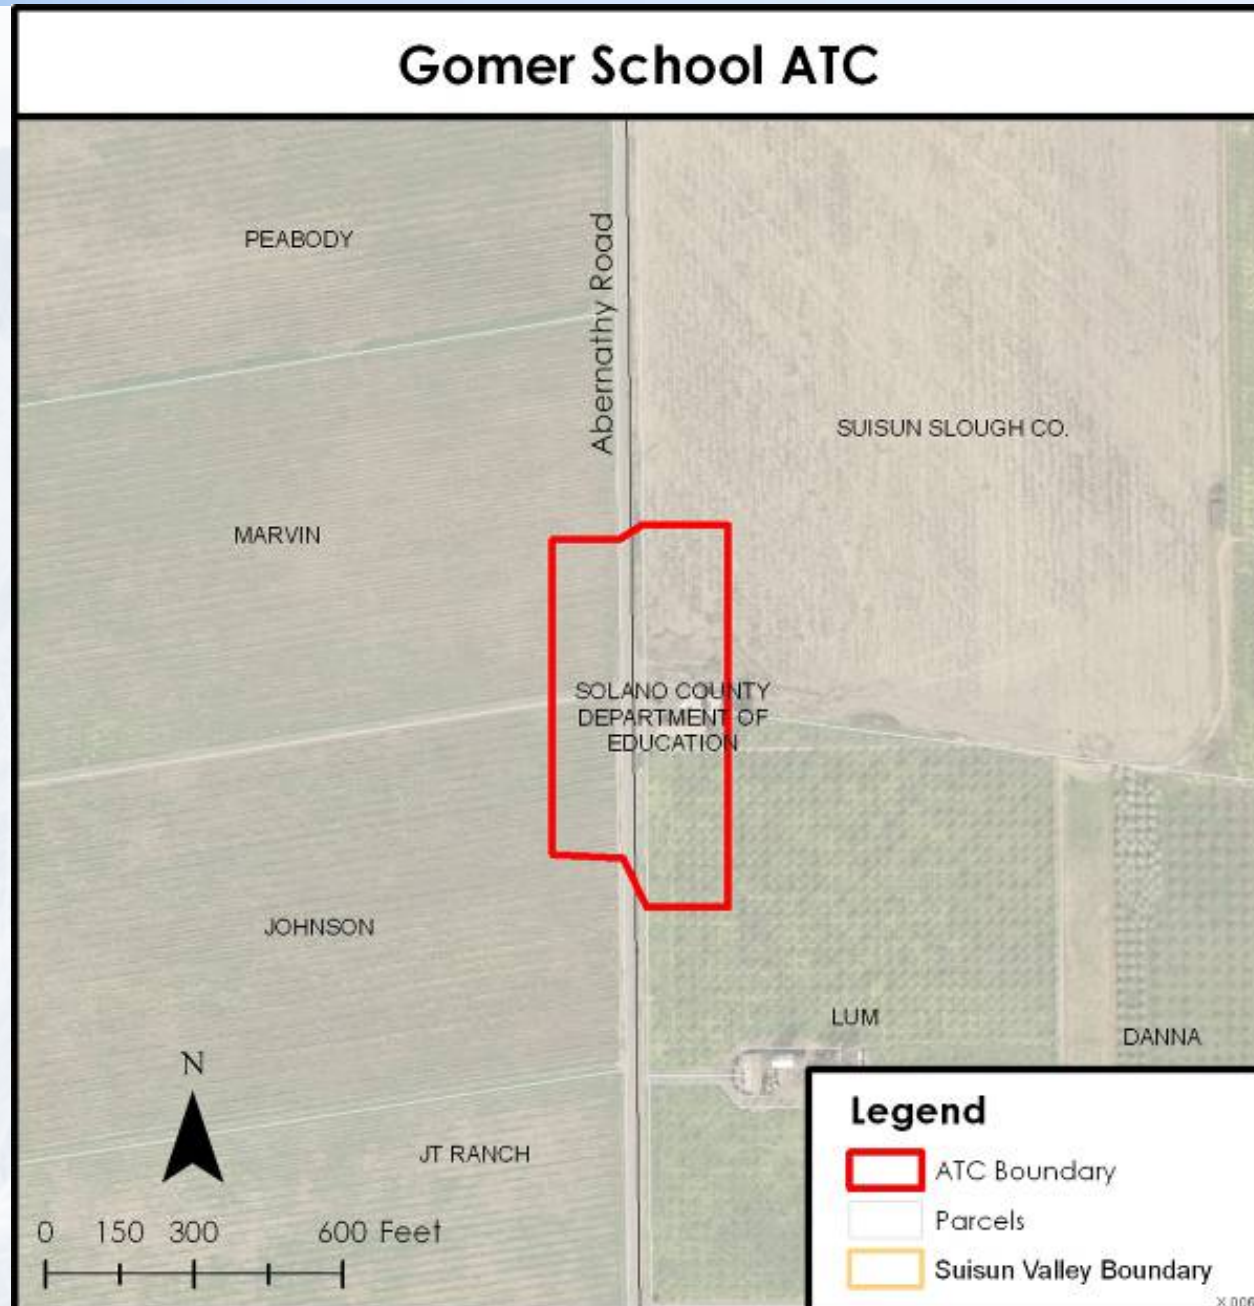 Gomer School ATC
PEABODY
Abernathy Road
SUISUN SLOUGH CO.
MARVIN
SOLANO COUNTY
DEPARTMENT OF
EDUCATION
JOHNSON
LUM
DANNA
JT RANCH
N
0 150 300 600 Feet
Legend
ATC Boundary
Parcels
Suisun Valley Boundary